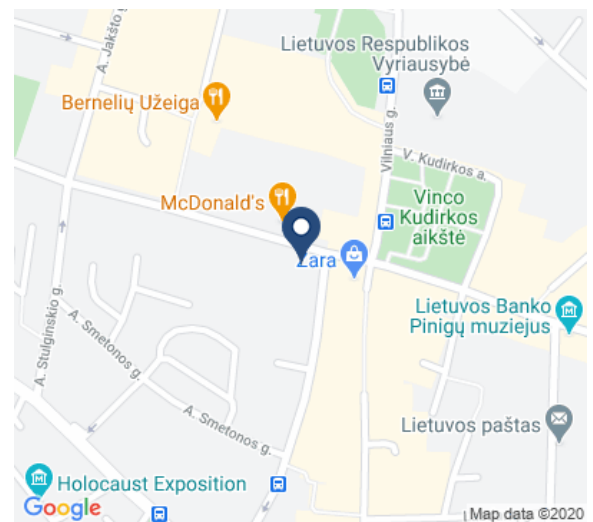 A. Jakšto g.
Lietuvos Respublikos
Vyriausybė
Bernelių Užeiga
Vilniaus g.
V. Kudirkos a.
McDonald's
Vinco
Kudirkos
aikštė
Zara
A. Stulginskio g.
A. Smetonos g.
Lietuvos Banko
Pinigų muziejus
A. Smetonos g.
Lietuvos paštas
Holocaust Exposition
Google
Map data ©2020